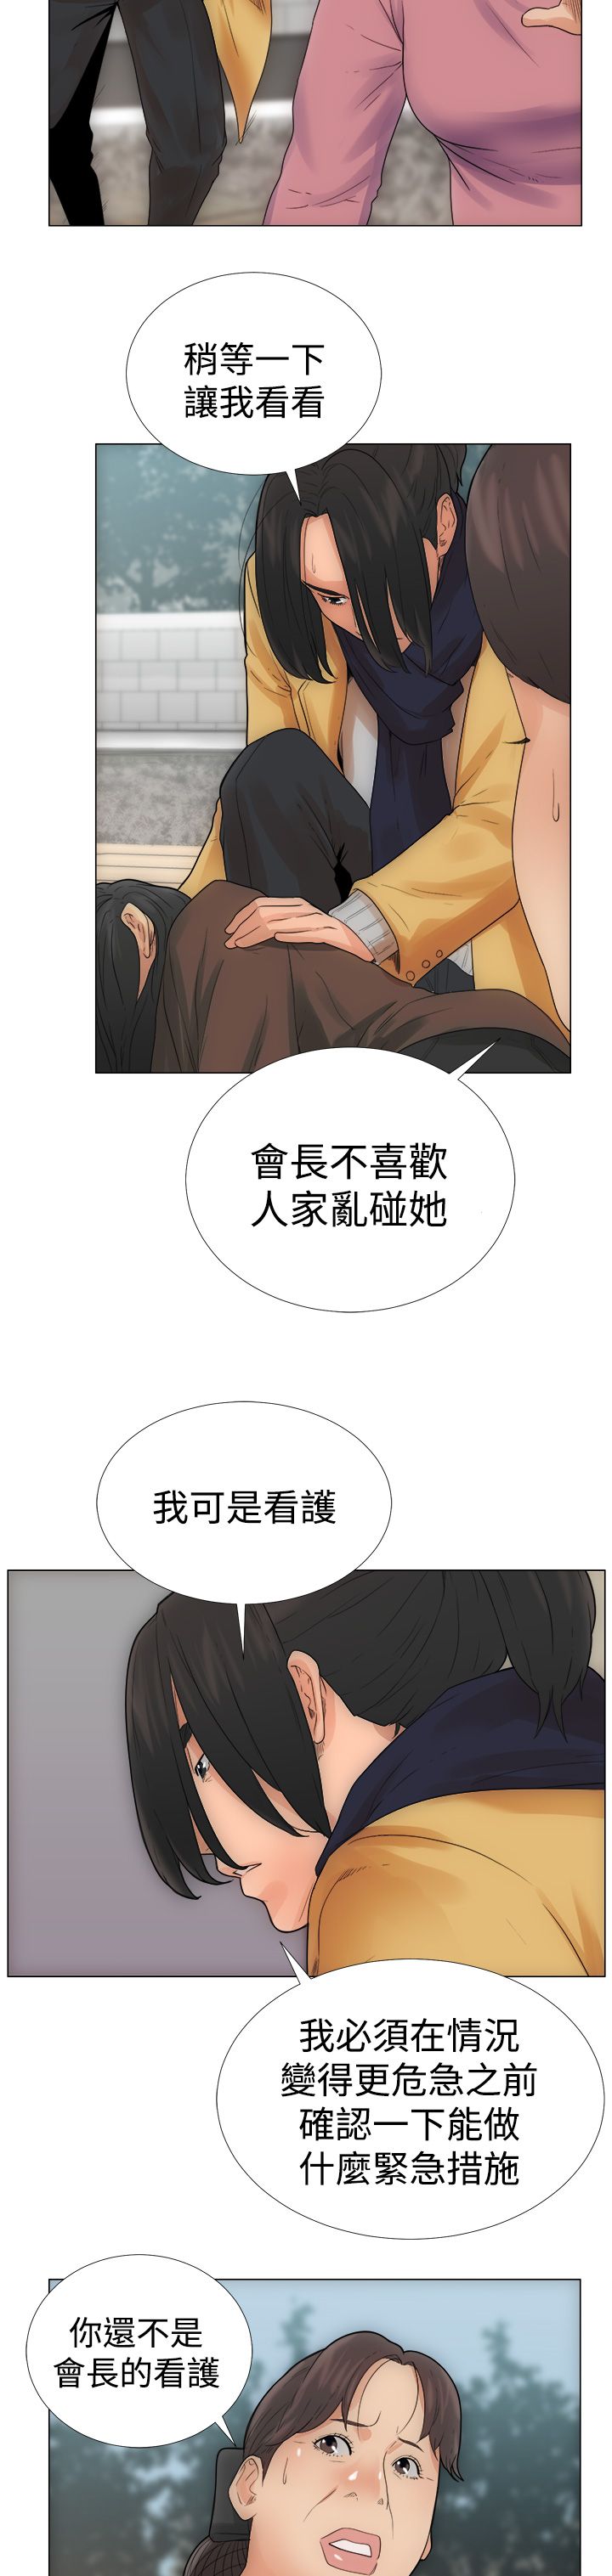 稍等一下
讓我看看
會長不喜歡
人家亂碰她
我可是看護
我必須在情況
變得更危急之前
確認一下能做
什麼緊急措施
你還不是
會長的看護